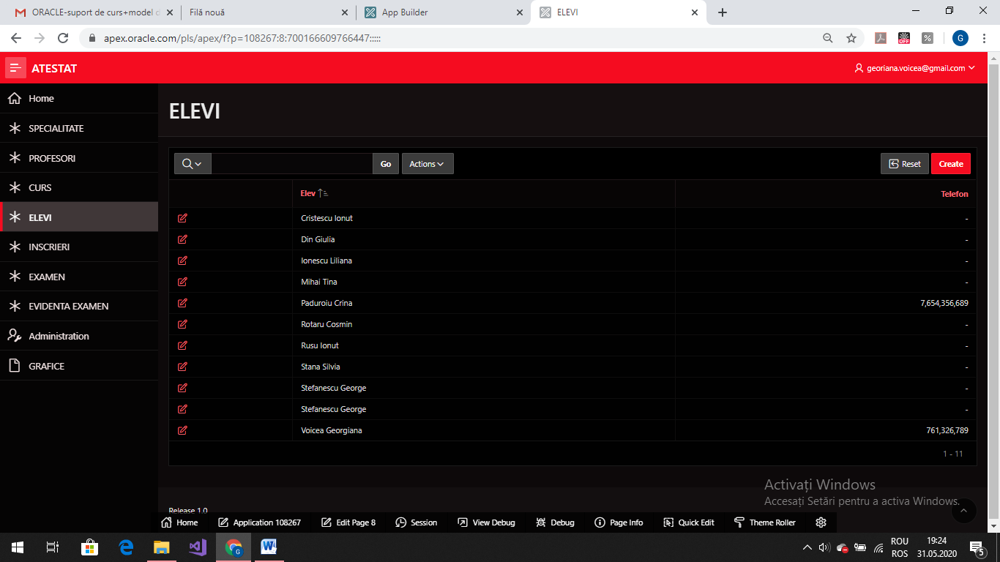 ORACLE-suport de curs+model d
Filă nouă
App Builder
ELEVI
apex.oracle.com/pls/apex/f?p=108267:8:700166609766447:::::
OFF
%
G
ATESTAT
georiana.voicea@gmail.com
Home
SPECIALITATE
PROFESORI
CURS
ELEVI
INSCRIERI
EXAMEN
EVIDENTA EXAMEN
Administration
GRAFICE
ELEVI
Go Actions Reset Create
Elev Telefon
Cristescu Ionut -
Din Giulia -
Ionescu Liliana -
Mihai Tina -
Paduroiu Crina 7,654,356,689
Rotaru Cosmin -
Rusu Ionut -
Stana Silvia -
Stefanescu George -
Stefanescu George -
Voicea Georgiana 761,326,789
1 - 11
Activați Windows
Accesați Setări pentru a activa Windows.
Release 1.0
Home Application 108267 Edit Page 8 Session View Debug Debug Page Info Quick Edit Theme Roller
ROU 19:24
ROS 31.05.2020
5